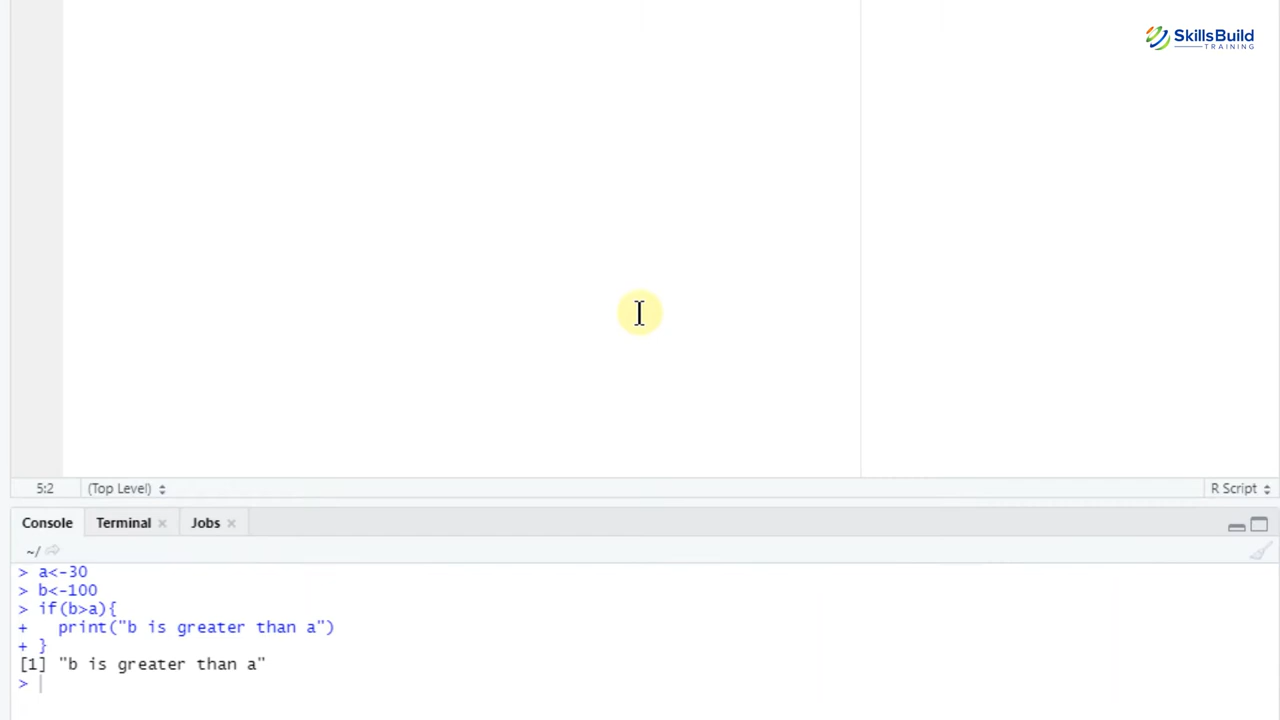 SkillsBuild
TRAINING
5:2 (Top Level) R Script
Console Terminal Jobs
~/
> a<-30
> b<-100
> if(b>a){
+   print("b is greater than a")
+ }
[1] "b is greater than a"
>